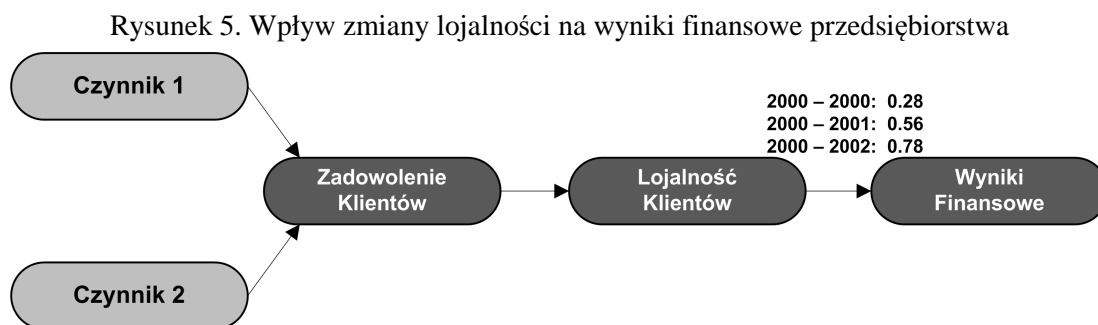 Rysunek 5. Wpływ zmiany lojalności na wyniki finansowe przedsiębiorstwa
Czynnik 1
2000 – 2000: 0.28
2000 – 2001: 0.56
2000 – 2002: 0.78
Zadowolenie
Klientów
Lojalność
Klientów
Wyniki
Finansowe
Czynnik 2